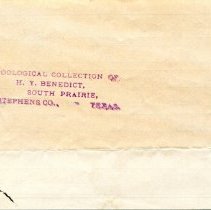 OOLOGICAL COLLECTION OF
H. Y. BENEDICT,
SOUTH PRAIRIE,
STEPHENS CO., TEXAS.